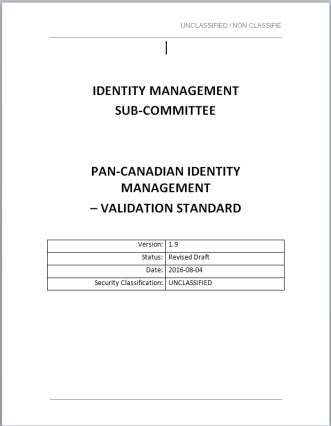 UNCLASSIFIED / NON CLASSIFIE
IDENTITY MANAGEMENT
SUB-COMMITTEE
PAN-CANADIAN IDENTITY
MANAGEMENT
– VALIDATION STANDARD
Version: 1.9
Status: Revised Draft
Date: 2016-08-04
Security Classification: UNCLASSIFIED